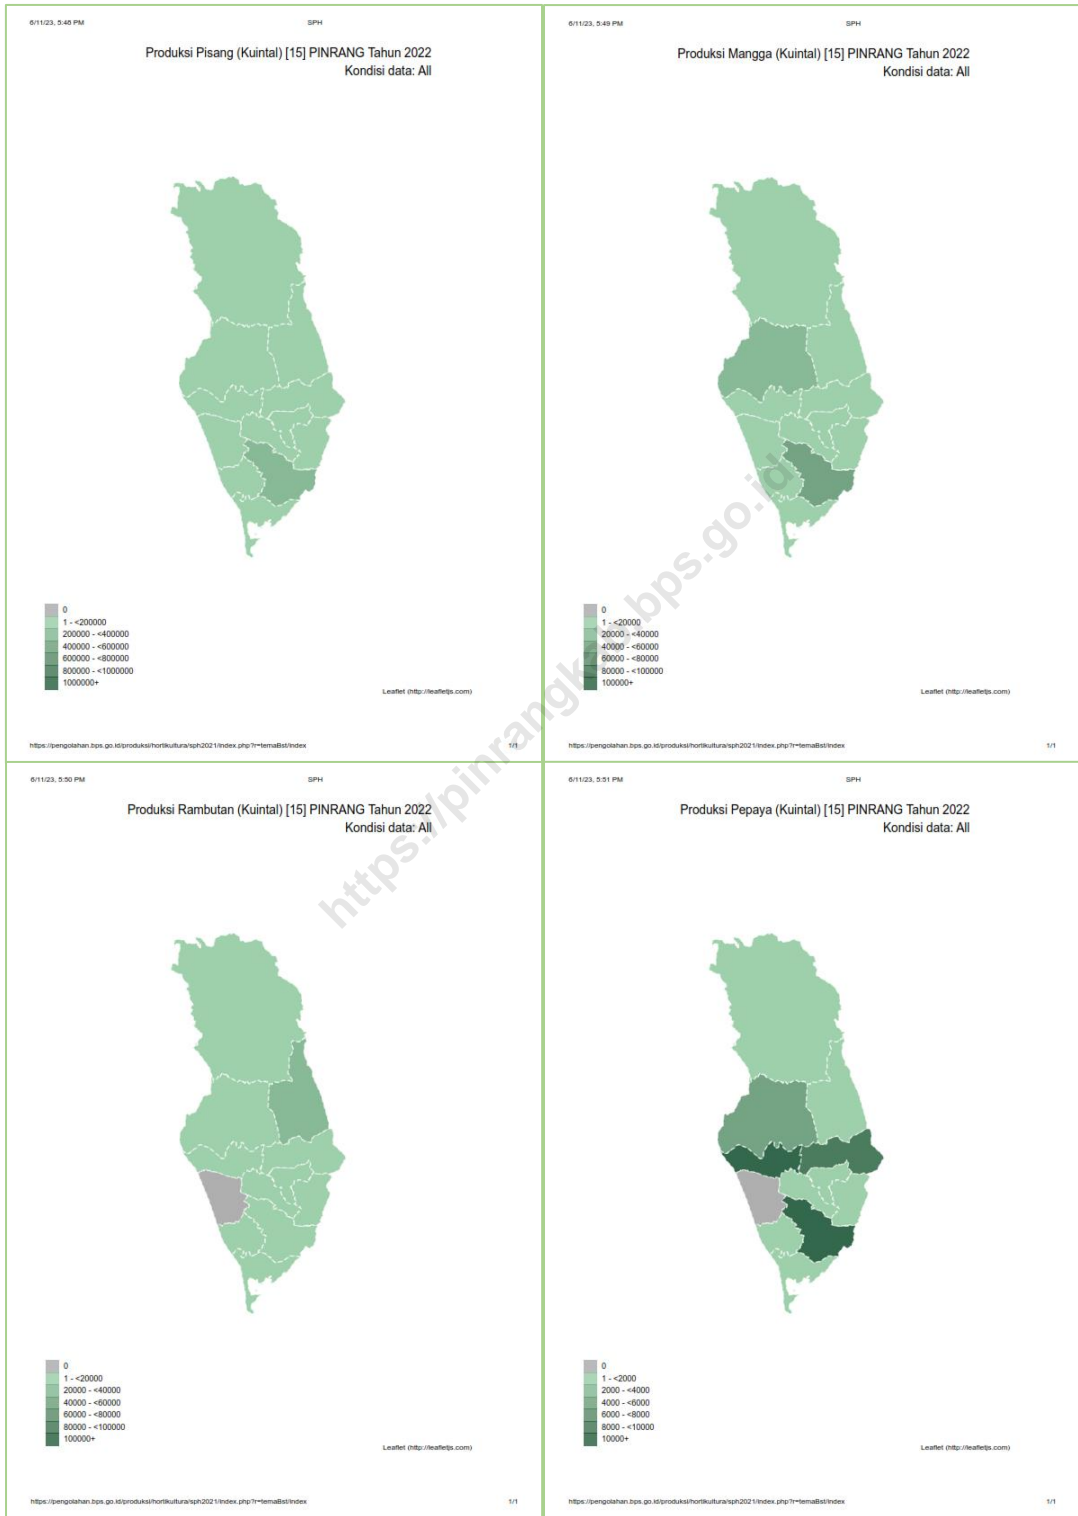 6/11/23, 5:48 PM
SPH
Produksi Pisang (Kuintal) [15] PINRANG Tahun 2022
Kondisi data: All
0
1 - <200000
200000 - <400000
400000 - <600000
600000 - <800000
800000 - <1000000
1000000+
Leaflet (http://leafletjs.com)
https://pengolahan.bps.go.id/produksi/hortikultura/sph2021/index.php?r=temaBst/index
1/1
6/11/23, 5:49 PM
SPH
Produksi Mangga (Kuintal) [15] PINRANG Tahun 2022
Kondisi data: All
0
1 - <20000
20000 - <40000
40000 - <60000
60000 - <80000
80000 - <100000
100000+
Leaflet (http://leafletjs.com)
https://pengolahan.bps.go.id/produksi/hortikultura/sph2021/index.php?r=temaBst/index
1/1
6/11/23, 5:50 PM
SPH
Produksi Rambutan (Kuintal) [15] PINRANG Tahun 2022
Kondisi data: All
0
1 - <20000
20000 - <40000
40000 - <60000
60000 - <80000
80000 - <100000
100000+
Leaflet (http://leafletjs.com)
https://pengolahan.bps.go.id/produksi/hortikultura/sph2021/index.php?r=temaBst/index
1/1
6/11/23, 5:51 PM
SPH
Produksi Pepaya (Kuintal) [15] PINRANG Tahun 2022
Kondisi data: All
0
1 - <2000
2000 - <4000
4000 - <6000
6000 - <8000
8000 - <10000
10000+
Leaflet (http://leafletjs.com)
https://pengolahan.bps.go.id/produksi/hortikultura/sph2021/index.php?r=temaBst/index
1/1
https://pinrangkab.bps.go.id